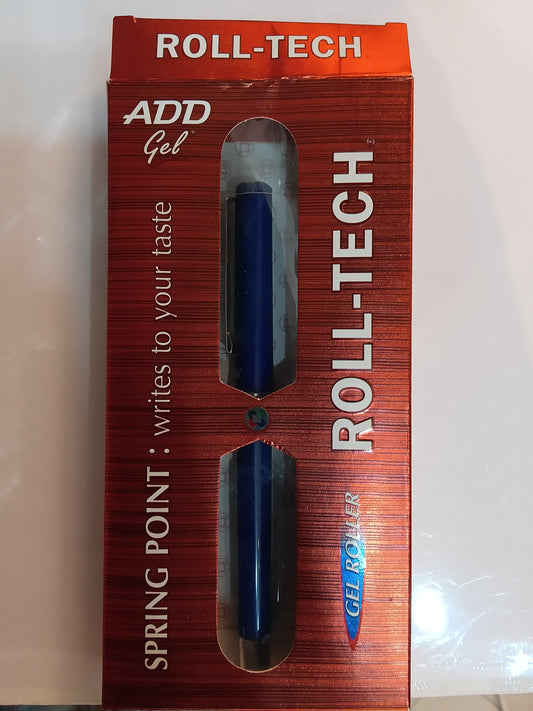 ROLL-TECH
ADD
Gel
SPRING POINT : writes to your taste
ROLL-TECH
GEL ROLLER